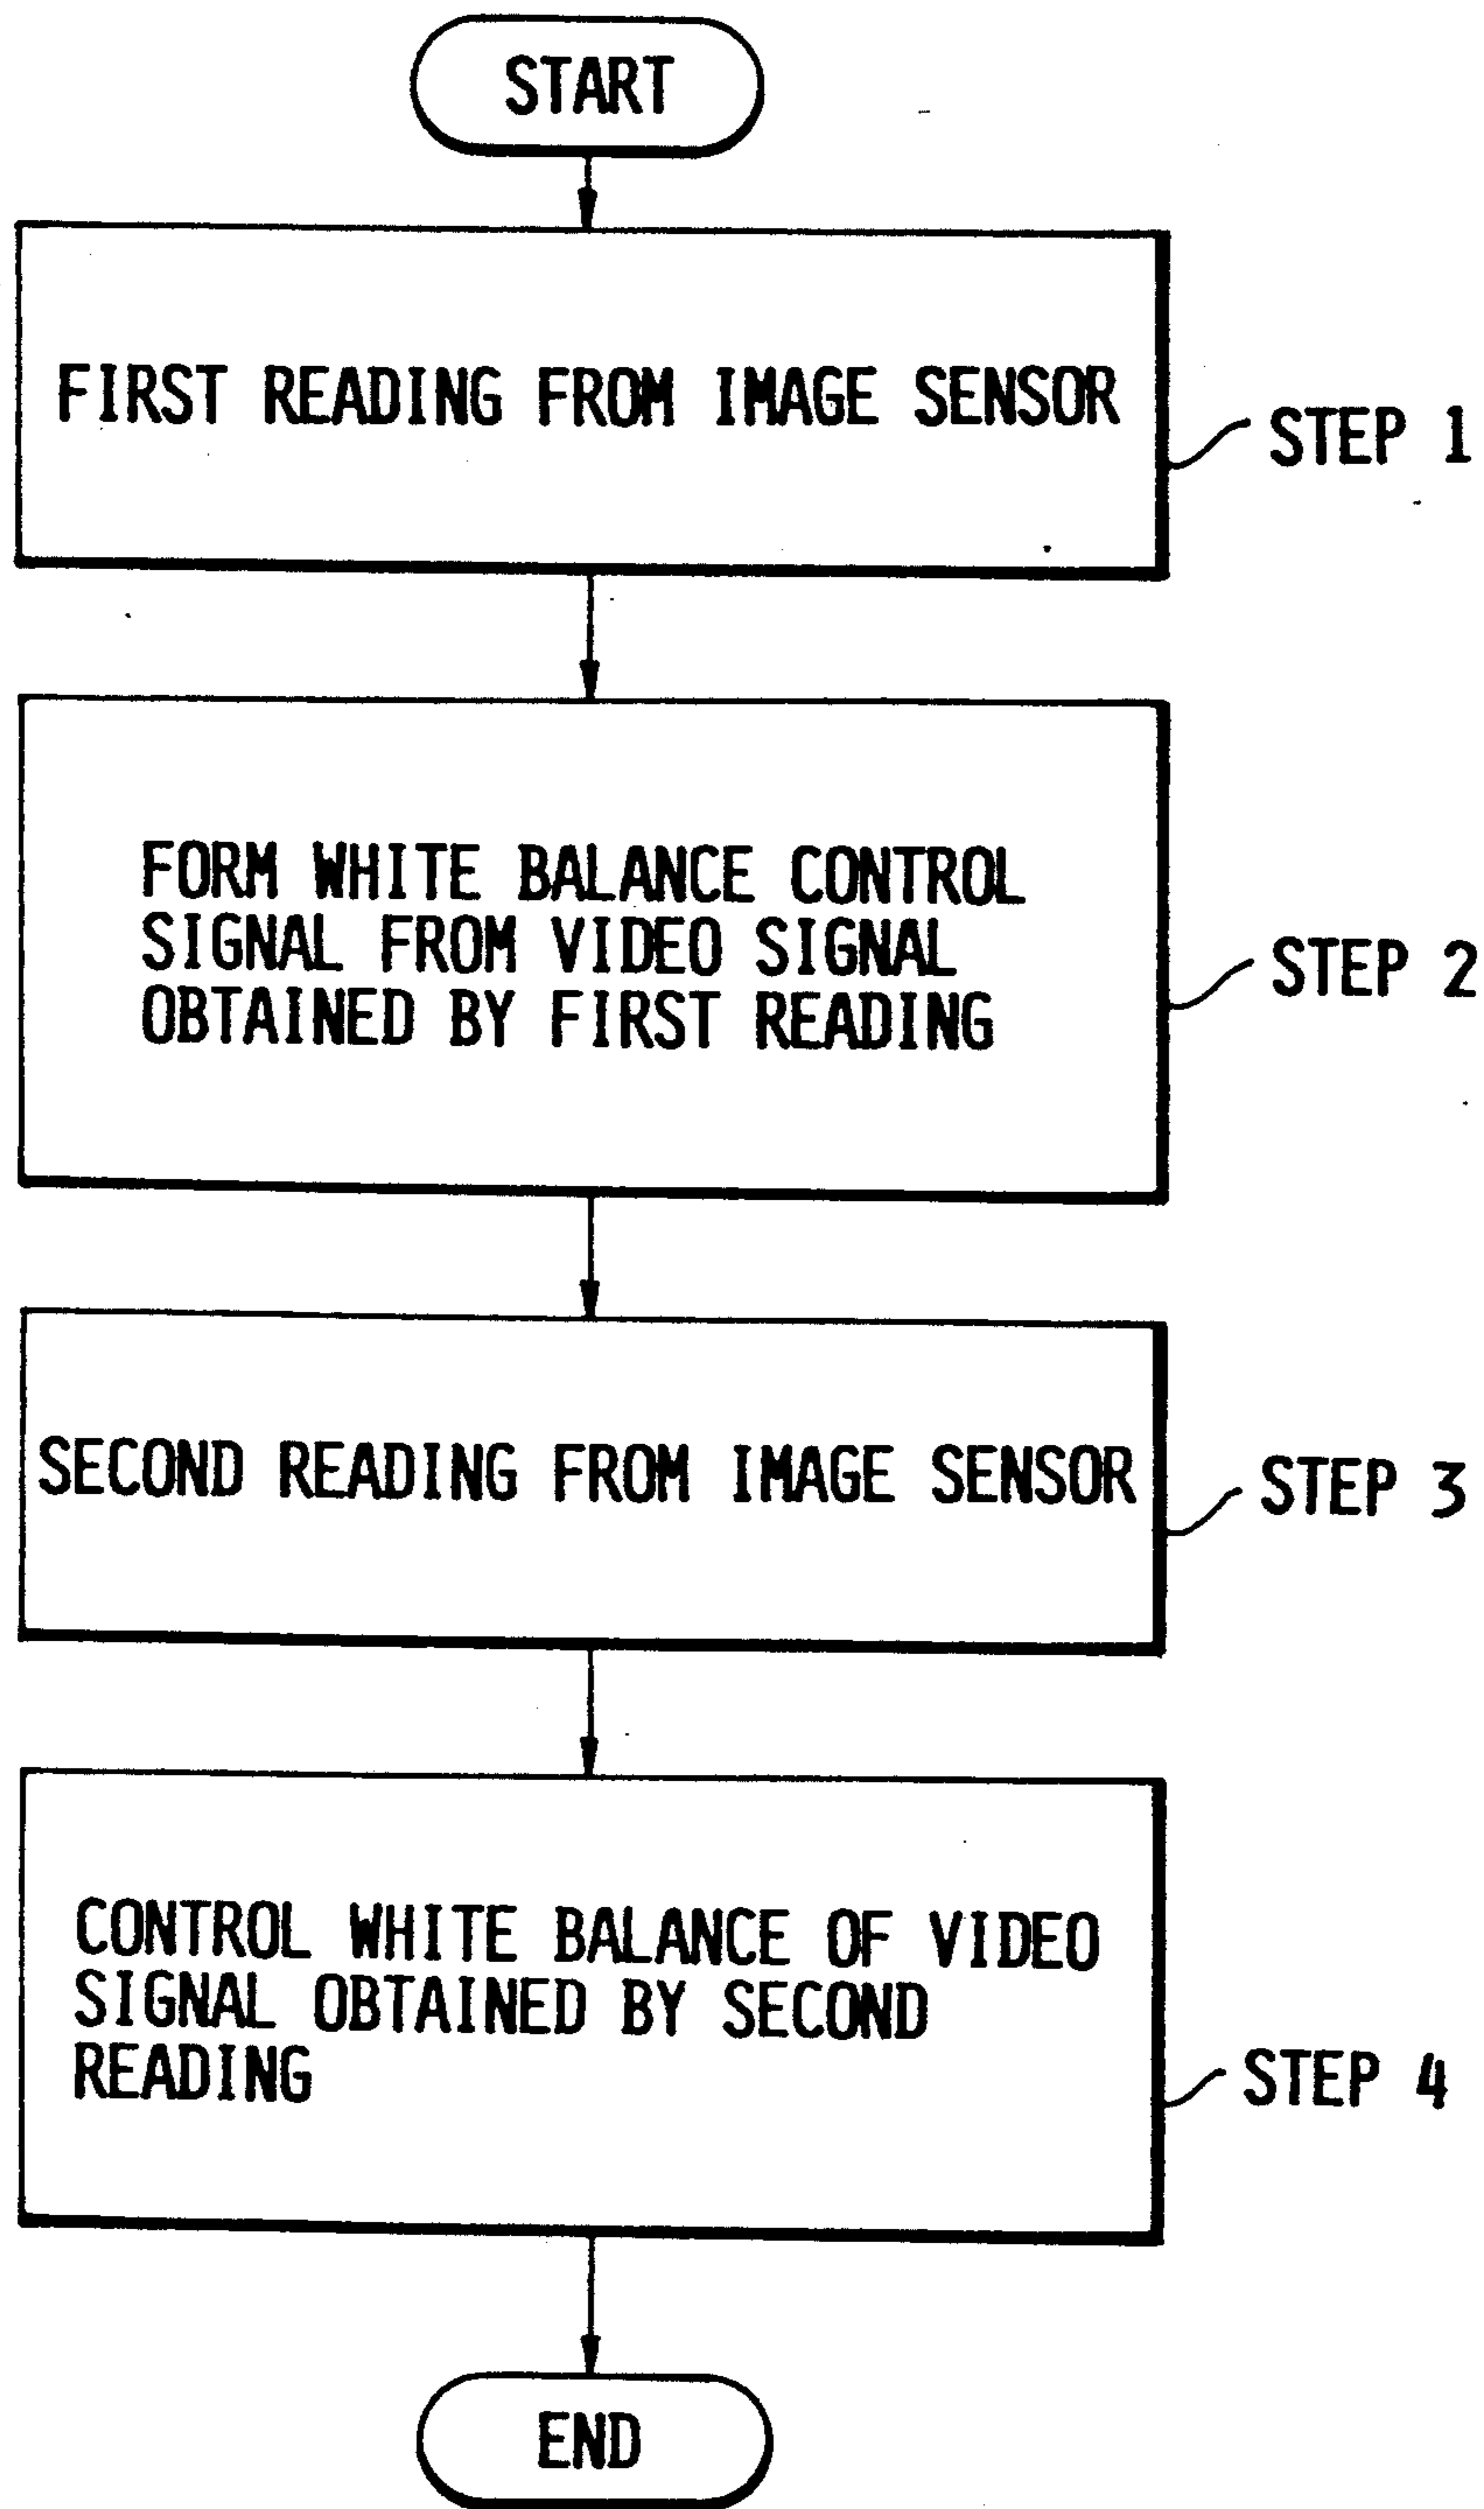 START
FIRST READING FROM IMAGE SENSOR
STEP 1
FORM WHITE BALANCE CONTROL
SIGNAL FROM VIDEO SIGNAL
OBTAINED BY FIRST READING
STEP 2
SECOND READING FROM IMAGE SENSOR
STEP 3
CONTROL WHITE BALANCE OF VIDEO
SIGNAL OBTAINED BY SECOND
READING
STEP 4
END